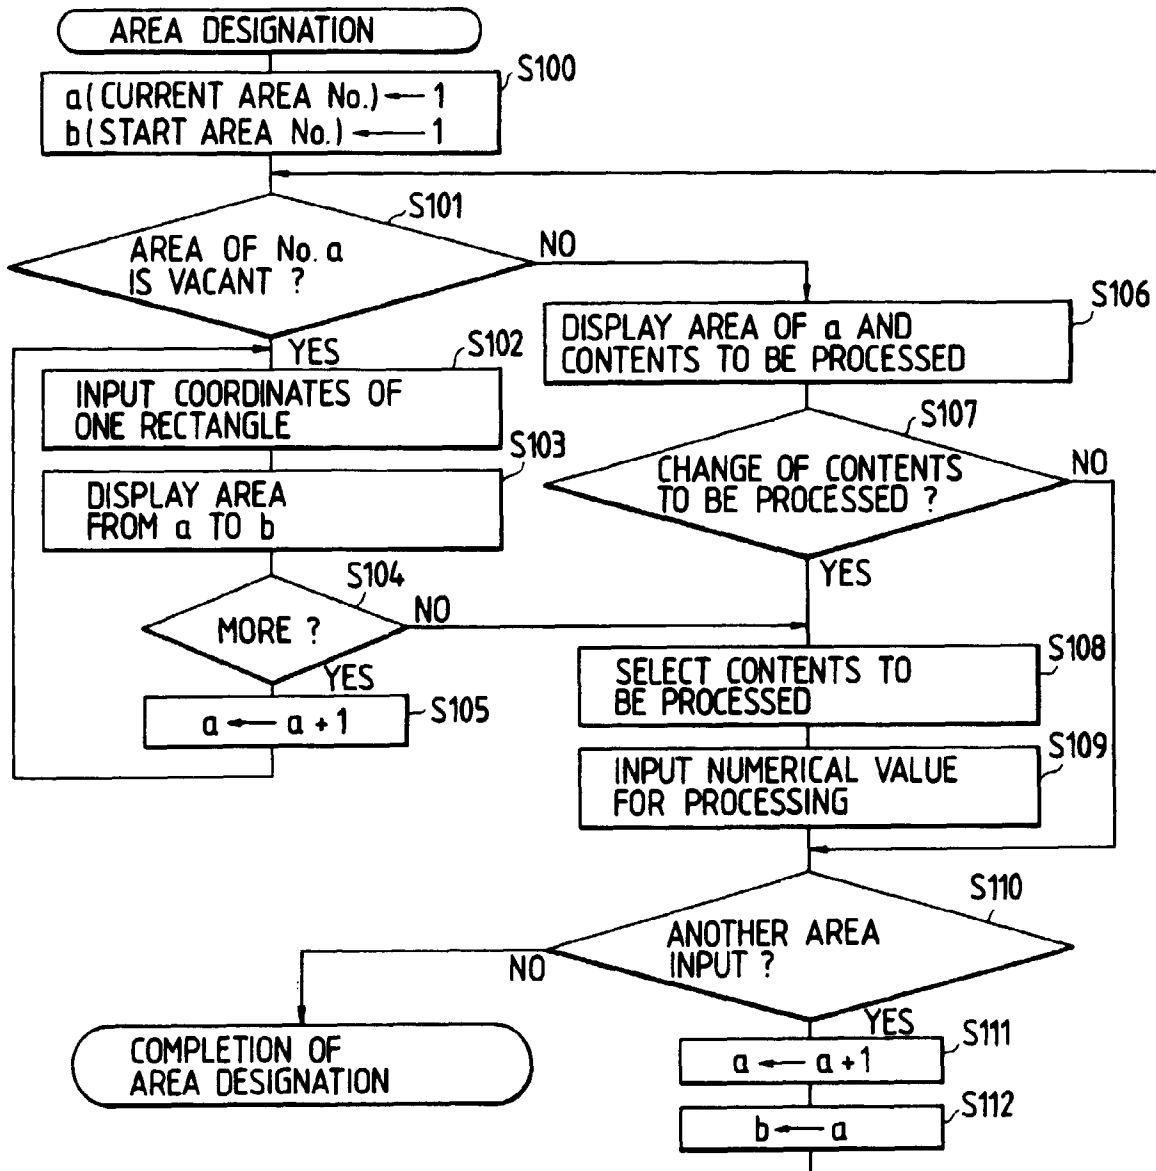 AREA DESIGNATION
S100
a(CURRENT AREA No.) ← 1
b(START AREA No.) ← 1
S101
AREA OF No. a
IS VACANT ?
NO
YES
S102
INPUT COORDINATES OF
ONE RECTANGLE
S103
DISPLAY AREA
FROM a TO b
S104
MORE ?
NO
YES
a ← a + 1
S105
S106
DISPLAY AREA OF a AND
CONTENTS TO BE PROCESSED
S107
CHANGE OF CONTENTS
TO BE PROCESSED ?
NO
YES
S108
SELECT CONTENTS TO
BE PROCESSED
S109
INPUT NUMERICAL VALUE
FOR PROCESSING
S110
ANOTHER AREA
INPUT ?
NO
YES
COMPLETION OF
AREA DESIGNATION
S111
a ← a + 1
S112
b ← a